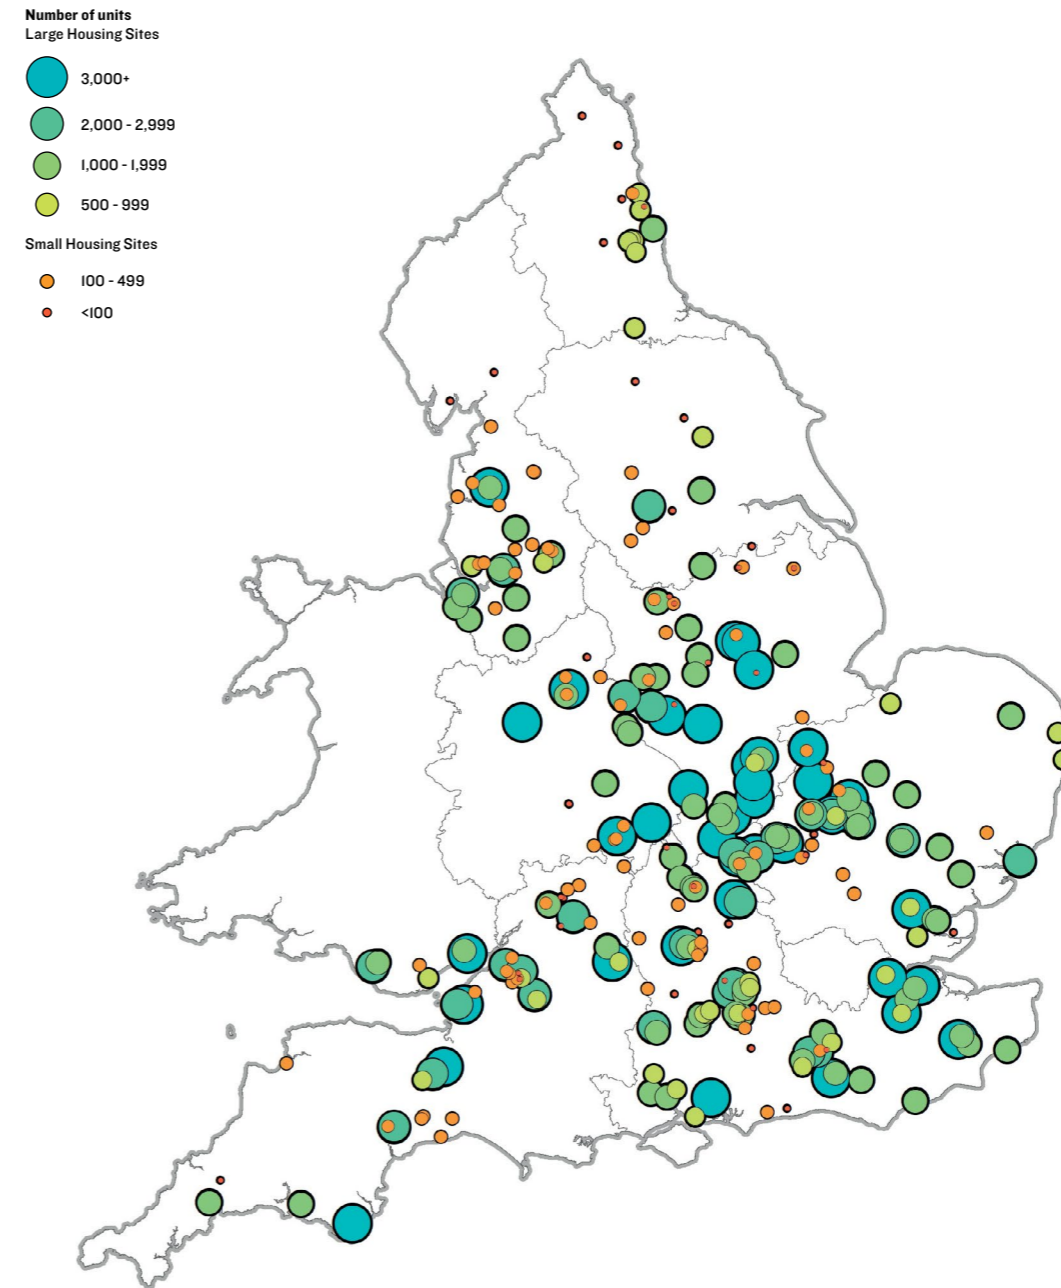 Number of units
Large Housing Sites
3,000+
2,000 - 2,999
1,000 - 1,999
500 - 999
Small Housing Sites
100 - 499
<100